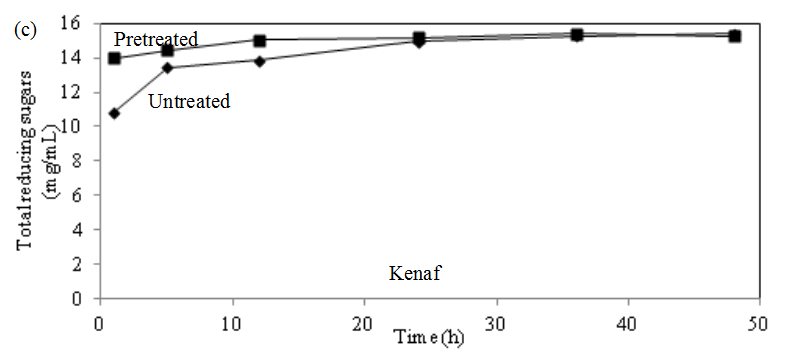 (c)
16
14
12
10
8
6
4
2
0
Total reducing sugars
(mg/mL)
Pretreated
Untreated
Kenaf
0 10 20 30 40 50
Time (h)